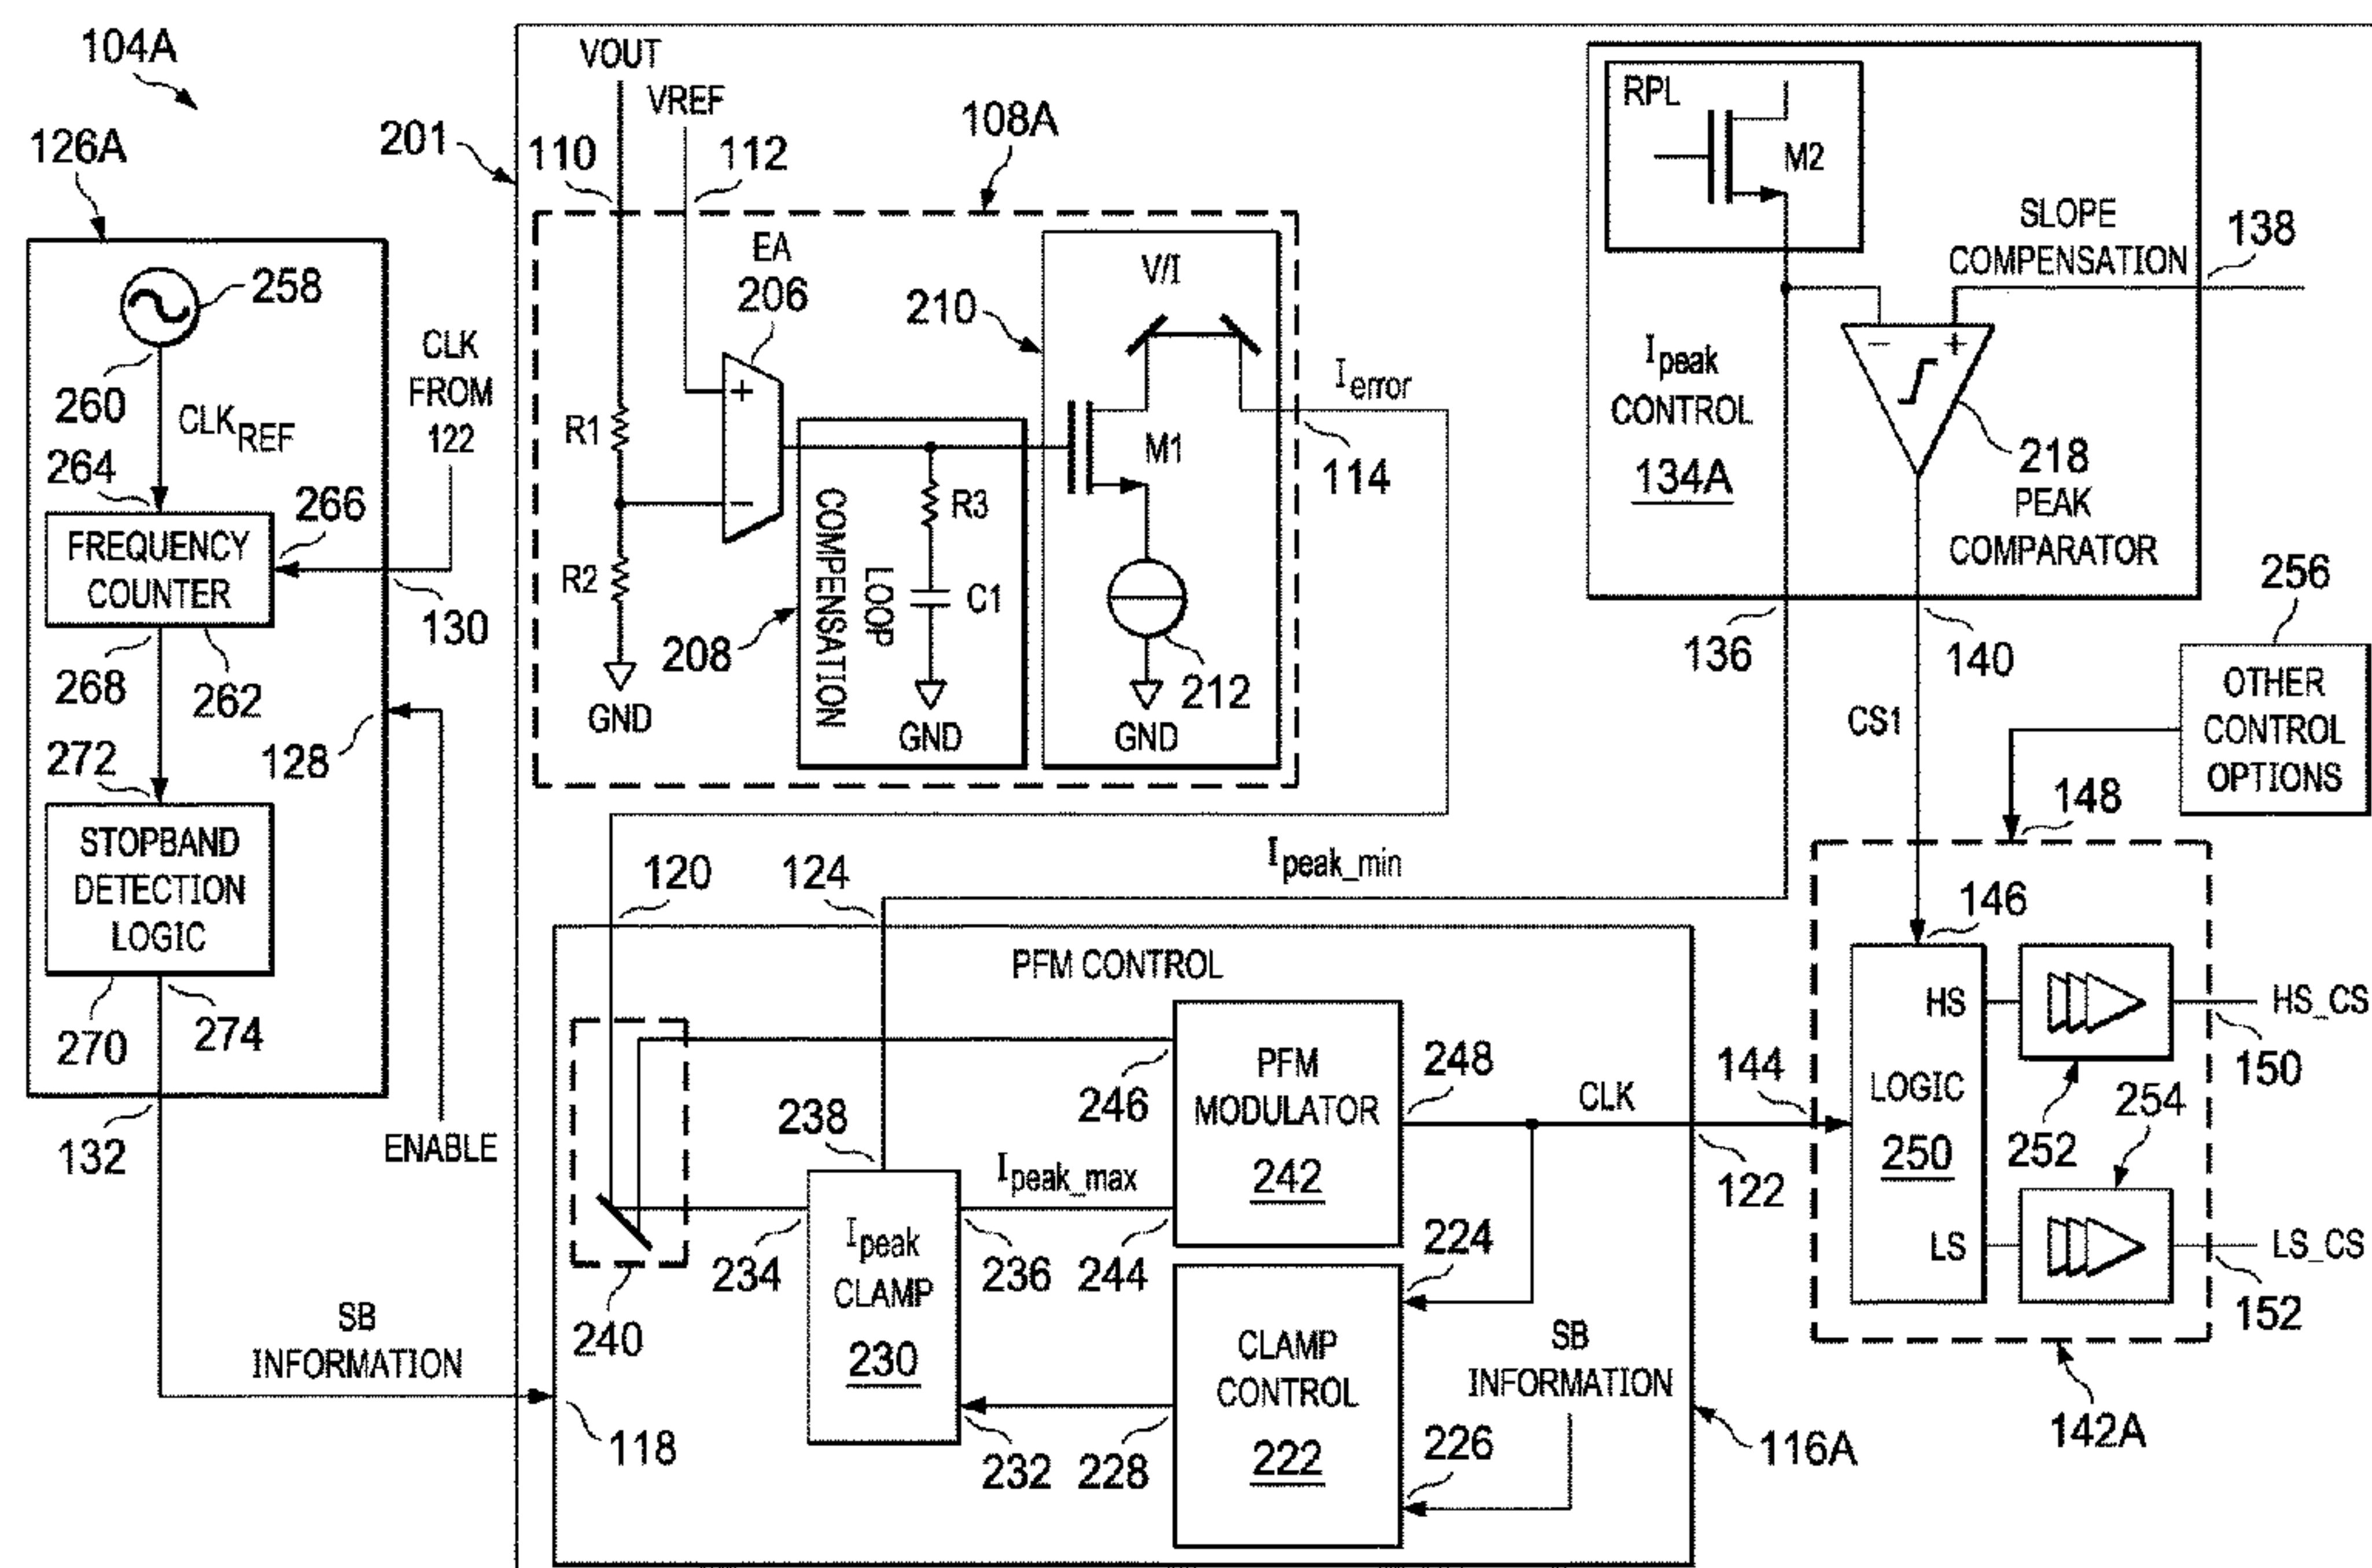 104A
126A
258
260
CLK_REF
264
FREQUENCY
COUNTER
266
CLK
FROM
122
130
268
262
272
128
STOPBAND
DETECTION
LOGIC
270
274
132
ENABLE
SB
INFORMATION
201
VOUT
VREF
110
112
108A
EA
206
R1
R2
GND
208
COMPENSATION
LOOP
R3
C1
GND
210
V/I
M1
212
GND
I_error
114
RPL
M2
SLOPE
COMPENSATION
138
I_peak
CONTROL
134A
218
PEAK
COMPARATOR
136
140
CS1
256
OTHER
CONTROL
OPTIONS
148
I_peak_min
120
124
PFM CONTROL
118
240
234
238
I_peak
CLAMP
230
236
232
I_peak_max
246
244
PFM
MODULATOR
242
248
CLK
122
224
CLAMP
CONTROL
222
228
226
SB
INFORMATION
116A
144
146
LOGIC
250
HS
LS
252
254
HS_CS
150
LS_CS
152
142A